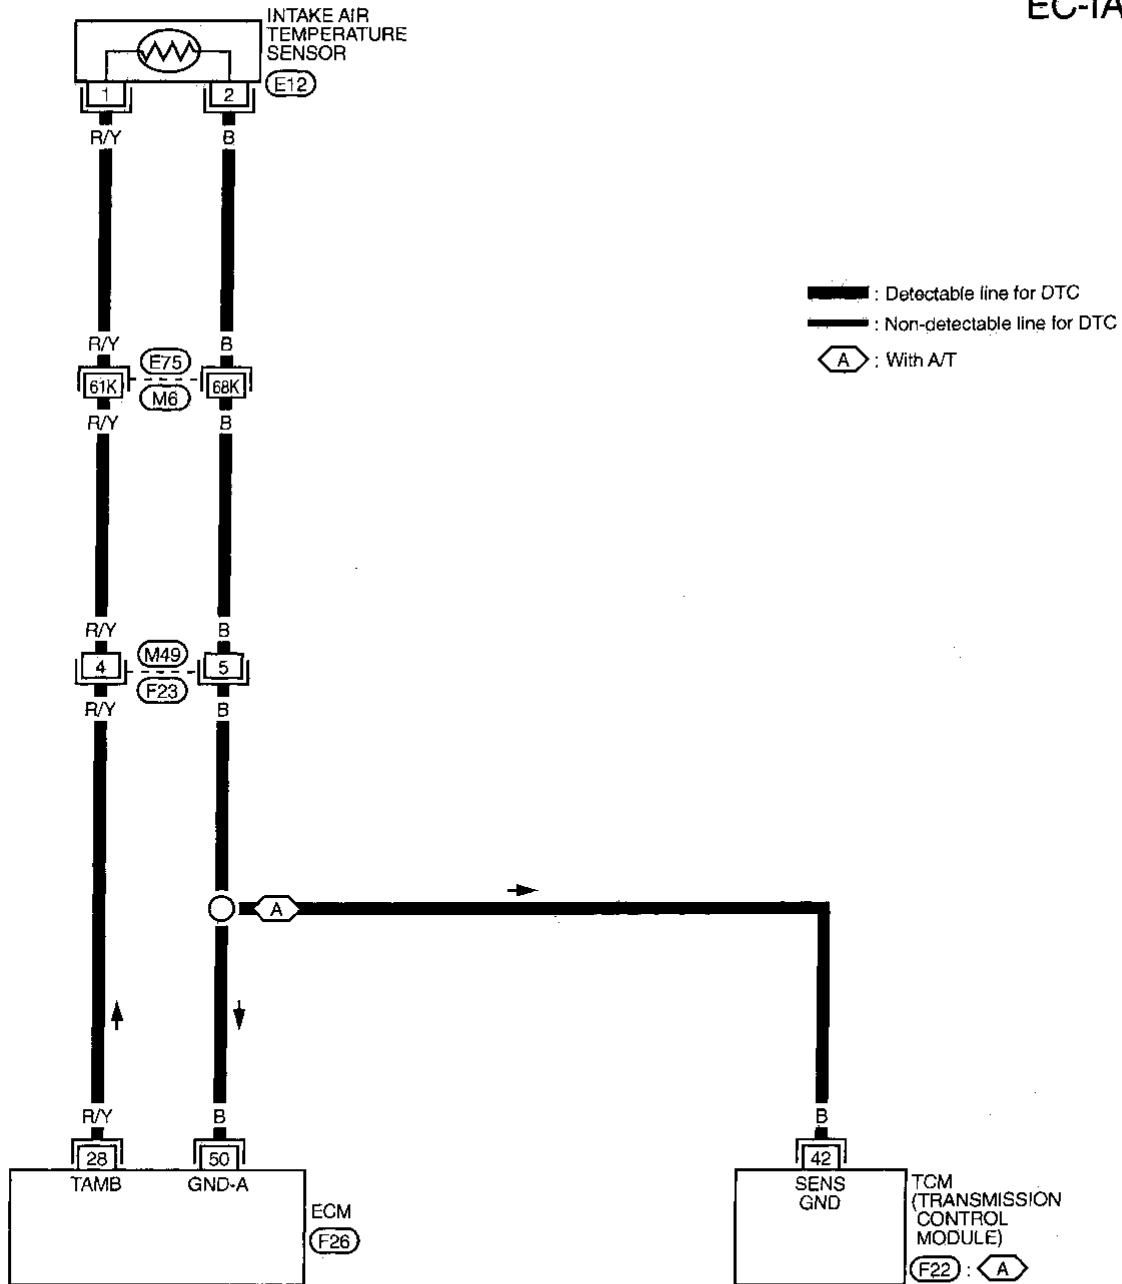 EC-IA
INTAKE AIR
TEMPERATURE
SENSOR
E12
1 2
R/Y B
R/Y B
61K E75 68K
M6
R/Y B
: Detectable line for DTC
: Non-detectable line for DTC
A : With A/T
R/Y B
4 M49 5
F23
R/Y B
A
R/Y B B
28 50 42
TAMB GND-A
ECM
F26
SENS
GND
TCM
(TRANSMISSION
CONTROL
MODULE)
F22 : A